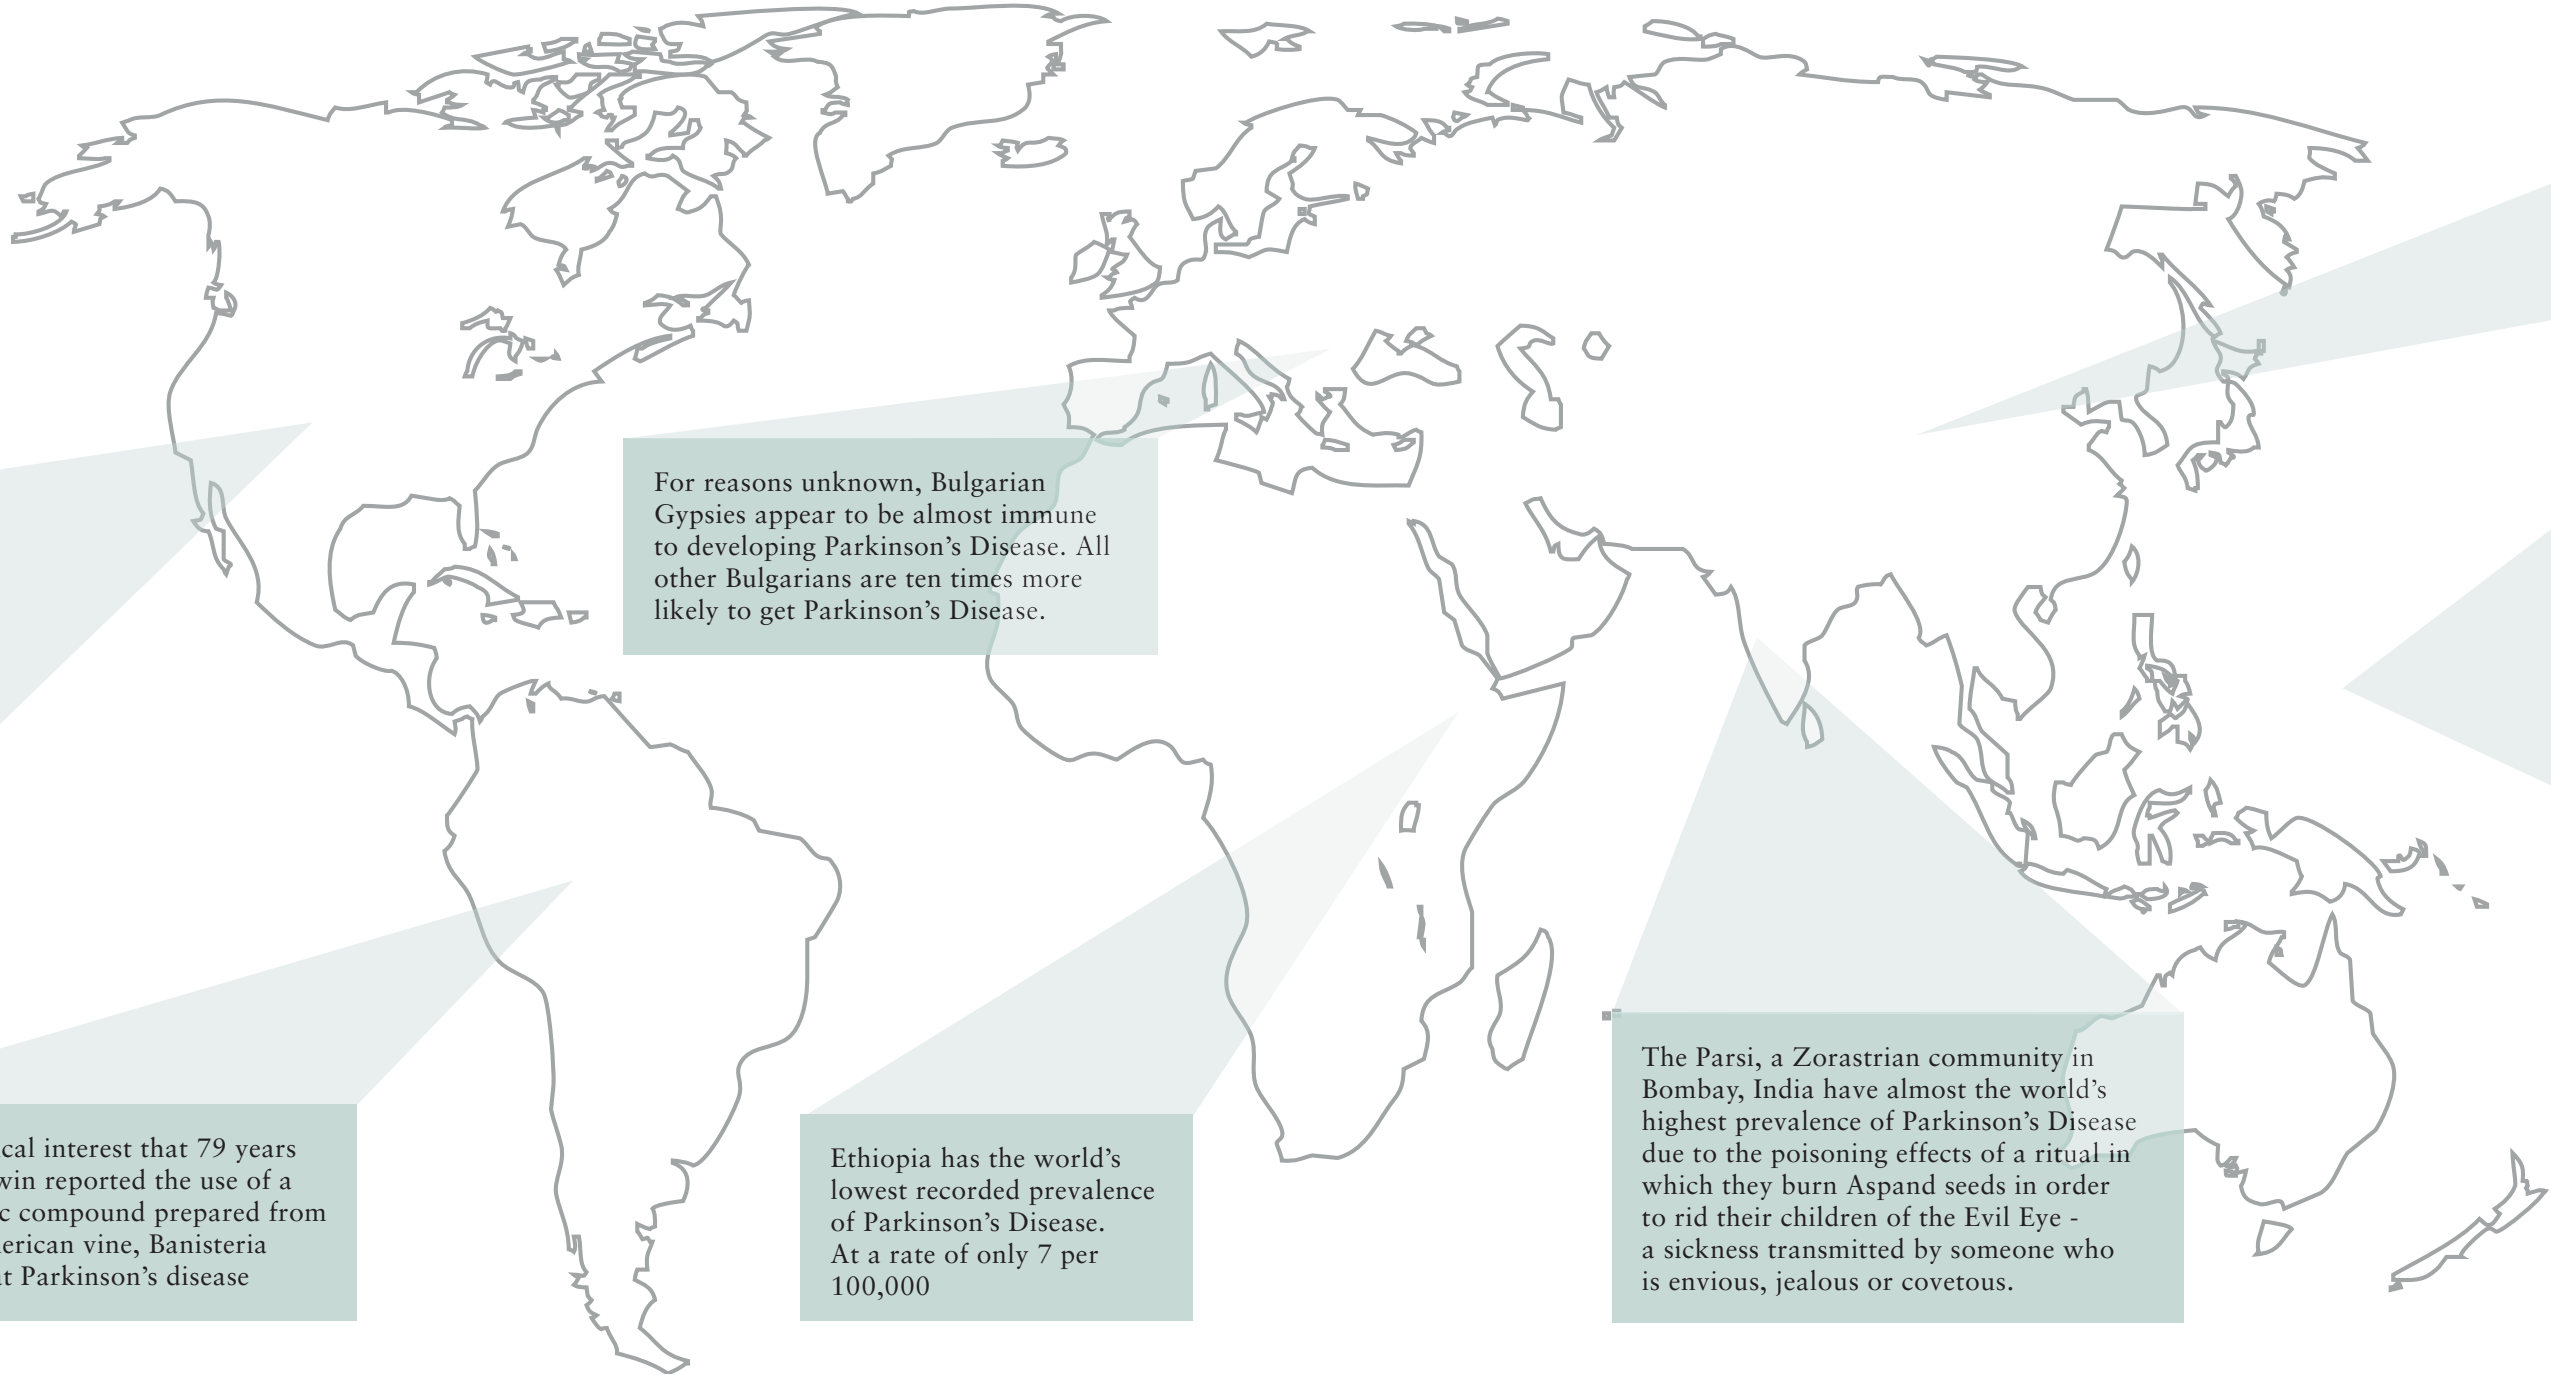 For reasons unknown, Bulgarian
Gypsies appear to be almost immune
to developing Parkinson's Disease. All
other Bulgarians are ten times more
likely to get Parkinson's Disease.
cal interest that 79 years
win reported the use of a
c compound prepared from
erican vine, Banisteria
at Parkinson's disease
Ethiopia has the world's
lowest recorded prevalence
of Parkinson's Disease.
At a rate of only 7 per
100,000
The Parsi, a Zorastrian community in
Bombay, India have almost the world's
highest prevalence of Parkinson's Disease
due to the poisoning effects of a ritual in
which they burn Aspand seeds in order
to rid their children of the Evil Eye -
a sickness transmitted by someone who
is envious, jealous or covetous.